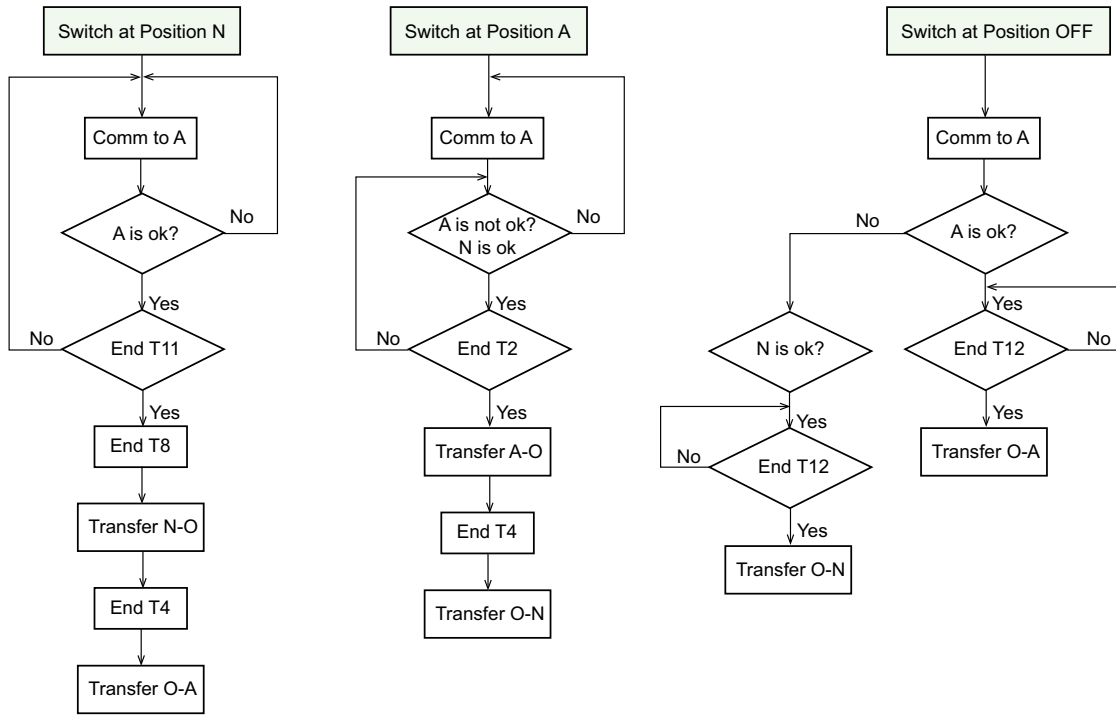 Switch at Position N
Comm to A
A is ok?
No
Yes
End T11
No
Yes
End T8
Transfer N-O
End T4
Transfer O-A
Switch at Position A
Comm to A
A is not ok?
N is ok
No
Yes
End T2
No
Yes
Transfer A-O
End T4
Transfer O-N
Switch at Position OFF
Comm to A
A is ok?
No
Yes
End T12
No
Yes
Transfer O-A
N is ok?
Yes
End T12
No
Yes
Transfer O-N